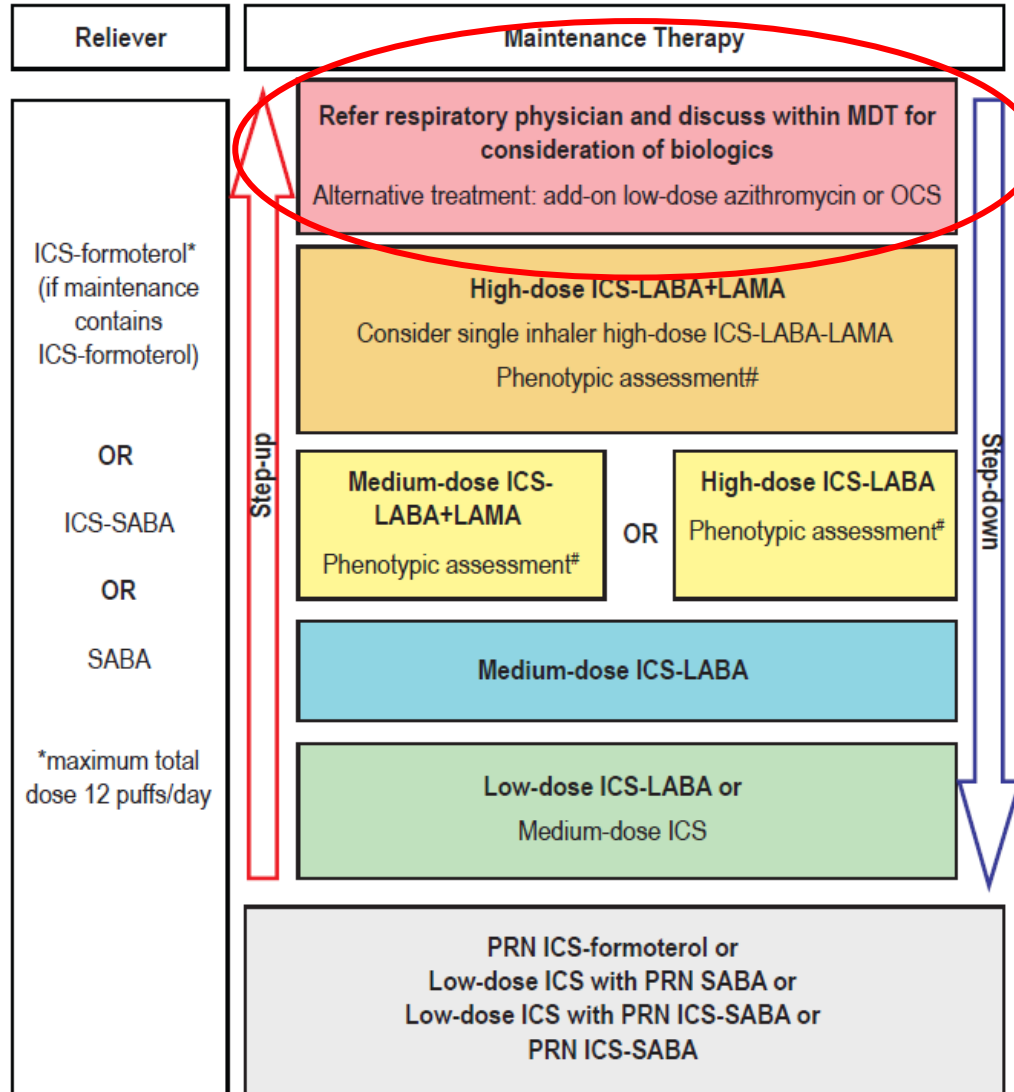 Reliever
Maintenance Therapy
ICS-formoterol*
(if maintenance
contains
ICS-formoterol)
OR
ICS-SABA
OR
SABA
*maximum total
dose 12 puffs/day
Step-up
Refer respiratory physician and discuss within MDT for
consideration of biologics
Alternative treatment: add-on low-dose azithromycin or OCS
High-dose ICS-LABA+LAMA
Consider single inhaler high-dose ICS-LABA-LAMA
Phenotypic assessment#
Medium-dose ICS-
LABA+LAMA
Phenotypic assessment#
OR
High-dose ICS-LABA
Phenotypic assessment#
Medium-dose ICS-LABA
Low-dose ICS-LABA or
Medium-dose ICS
Step-down
PRN ICS-formoterol or
Low-dose ICS with PRN SABA or
Low-dose ICS with PRN ICS-SABA or
PRN ICS-SABA